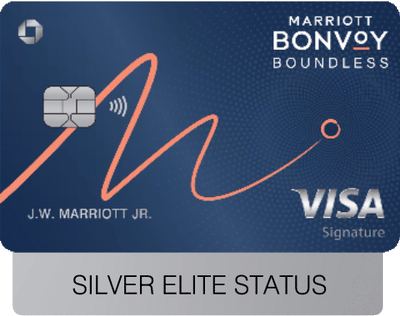 MARRIOTT
BONVOY
BOUNDLESS
J.W. MARRIOTT JR.
VISA
Signature
SILVER ELITE STATUS